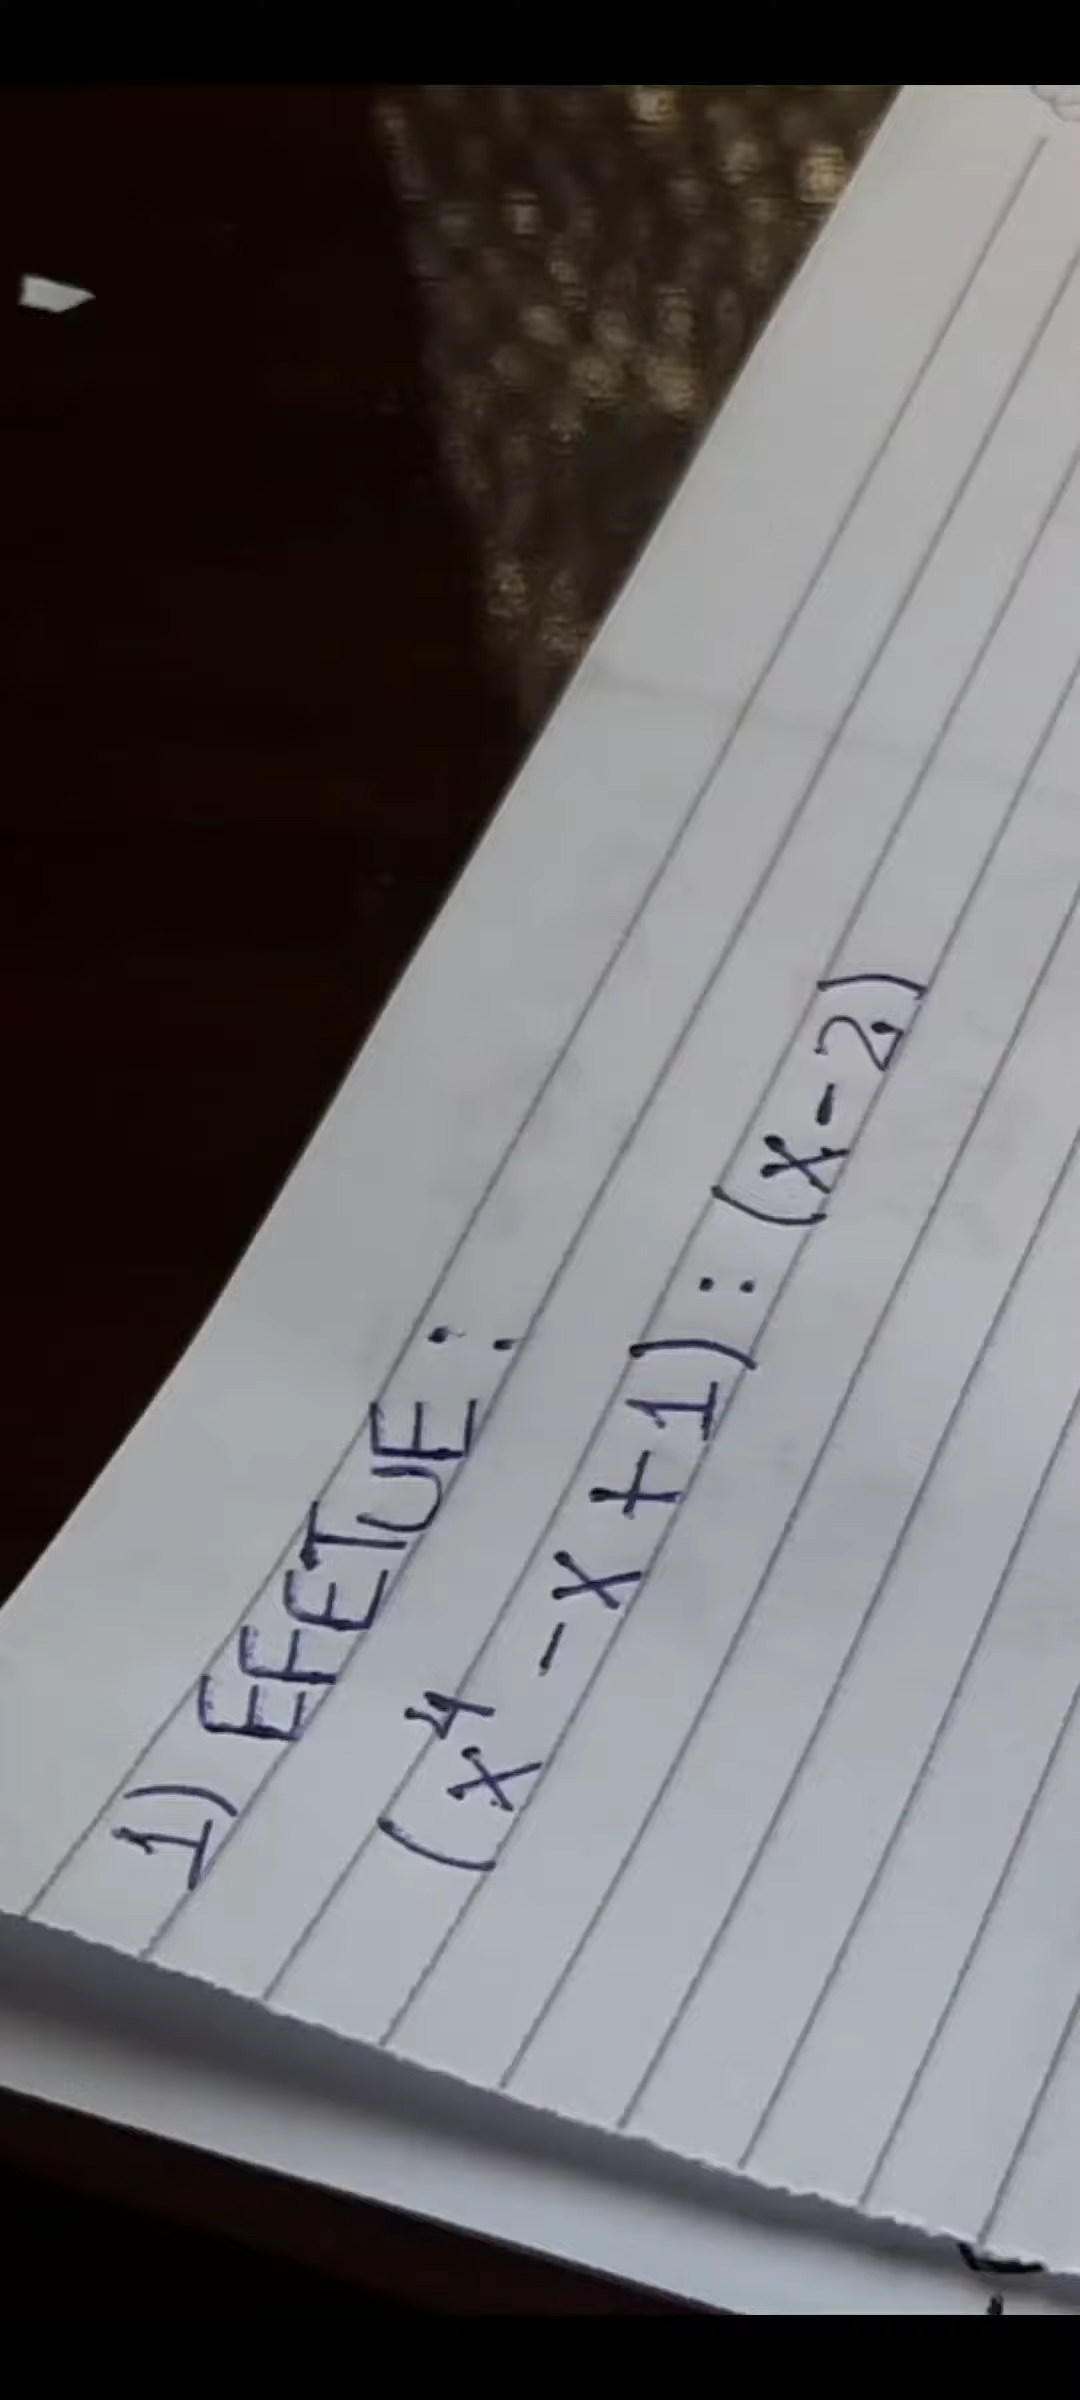 1) EFETUE :
(x⁴ - x + 1) : (x - 2)